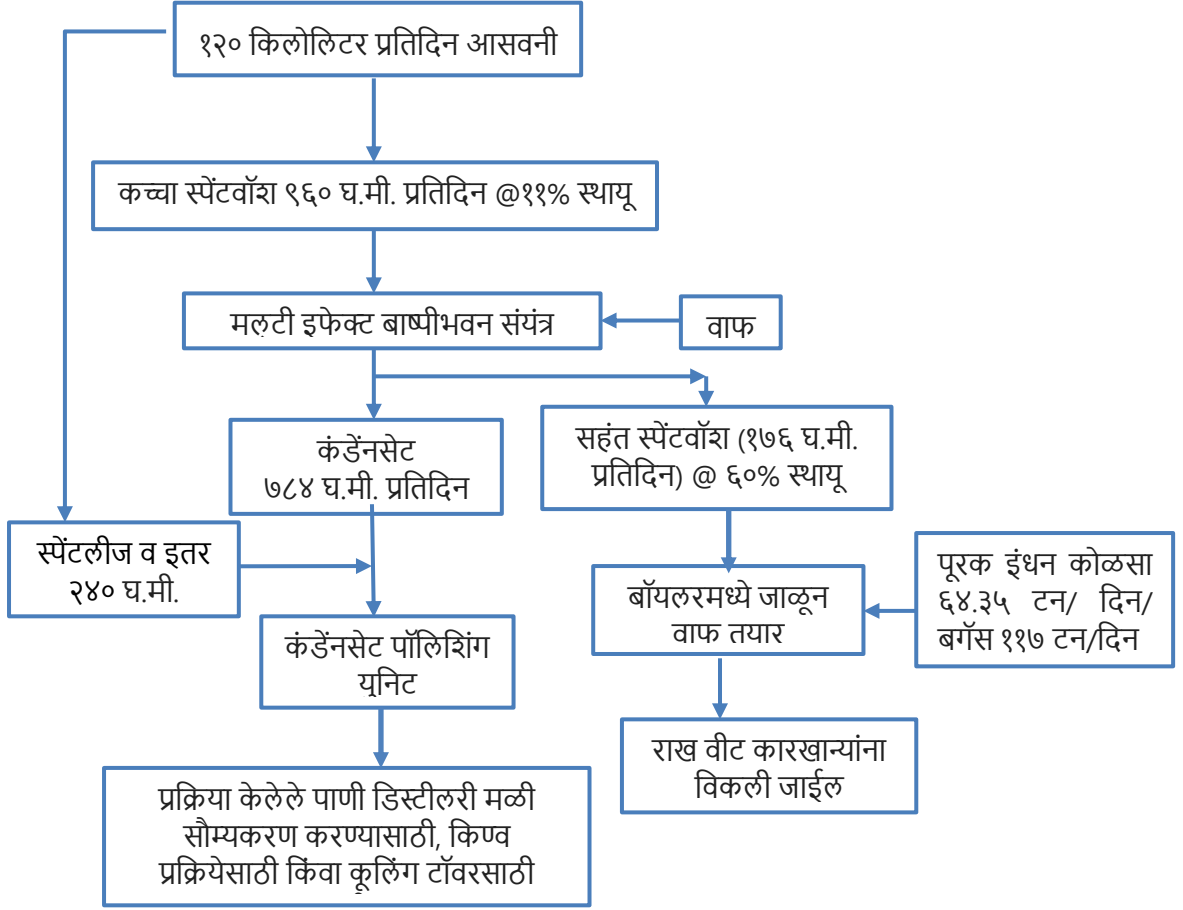 १२० किलोलिटर प्रतिदिन आसवनी
कच्चा स्पेंटवॉश ९६० घ.मी. प्रतिदिन @११% स्थायू
मलटी इफेक्ट बाष्पीभवन संयंत्र
वाफ
कंडेंनसेट
७८४ घ.मी. प्रतिदिन
सहंत स्पेंटवॉश (१७६ घ.मी.
प्रतिदिन) @ ६०% स्थायू
स्पेंटलीज व इतर
२४० घ.मी.
बॉयलरमध्ये जाळून
वाफ तयार
पूरक इंधन कोळसा
६४.३५ टन/ दिन/
बगॅस ११७ टन/दिन
कंडेंनसेट पॉलिशिंग
युनिट
राख वीट कारखान्यांना
विकली जाईल
प्रक्रिया केलेले पाणी डिस्टीलरी मळी
सौम्यकरण करण्यासाठी, किण्व
प्रक्रियेसाठी किंवा कूलिंग टॉवरसाठी